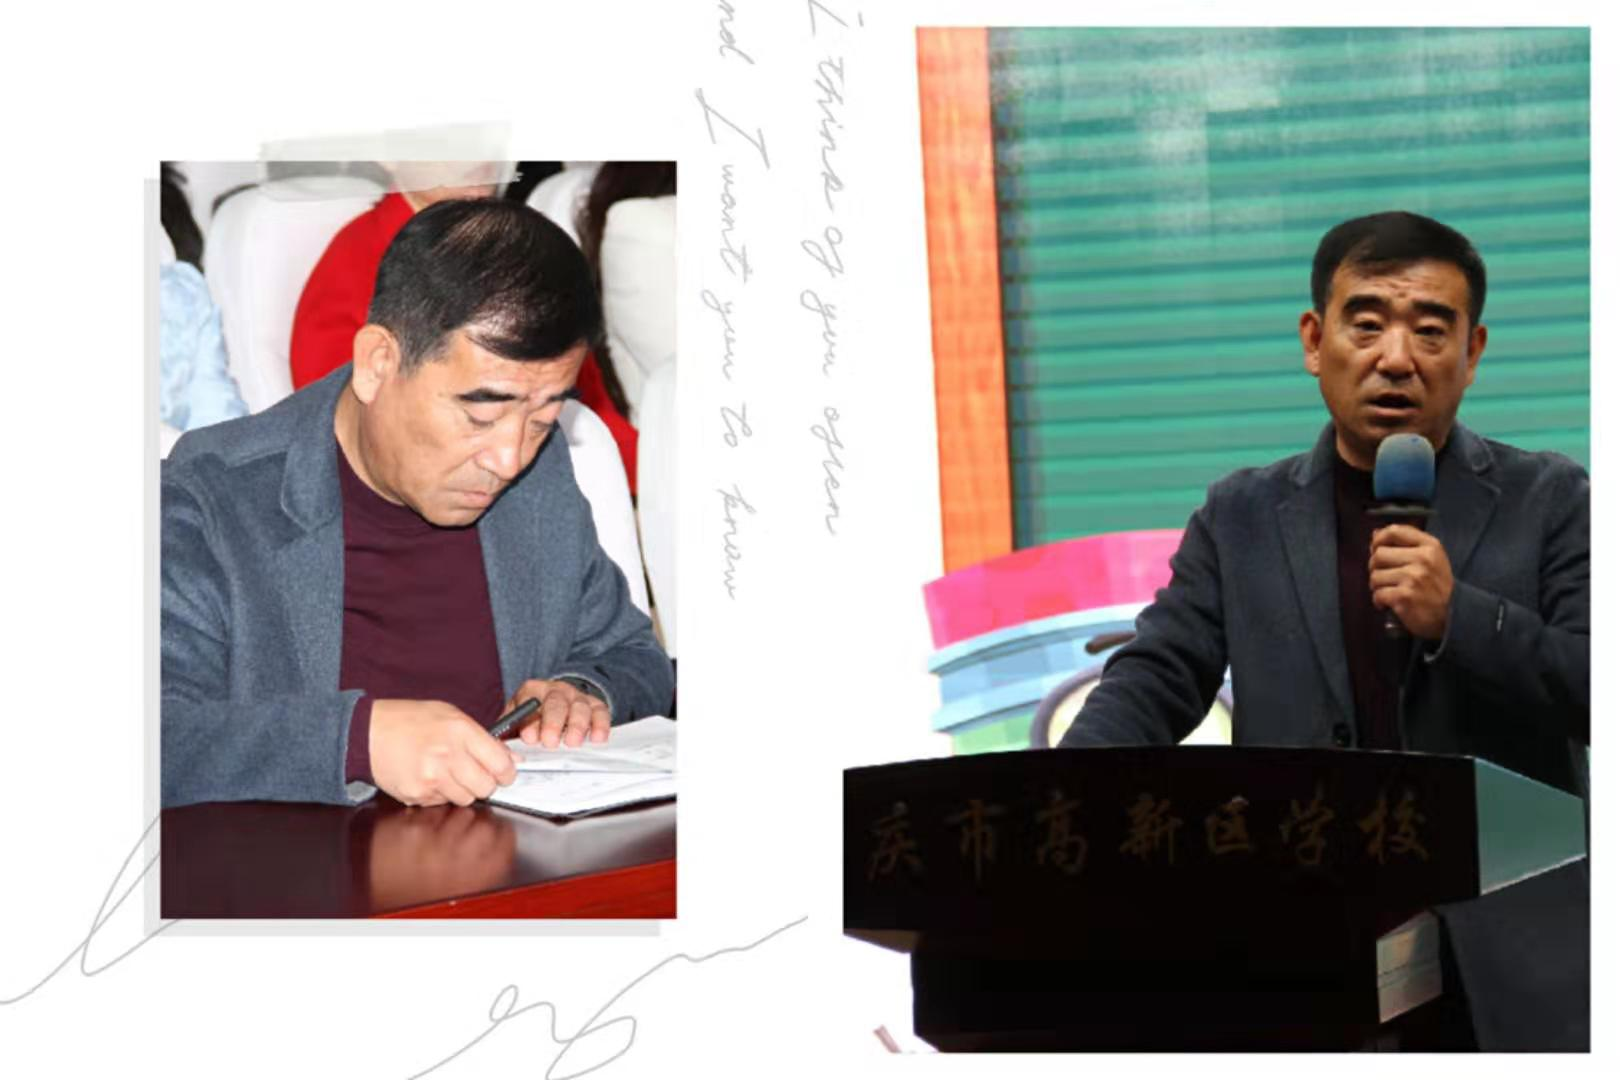 I think of you often
and I want you to know
庆市高新区学校